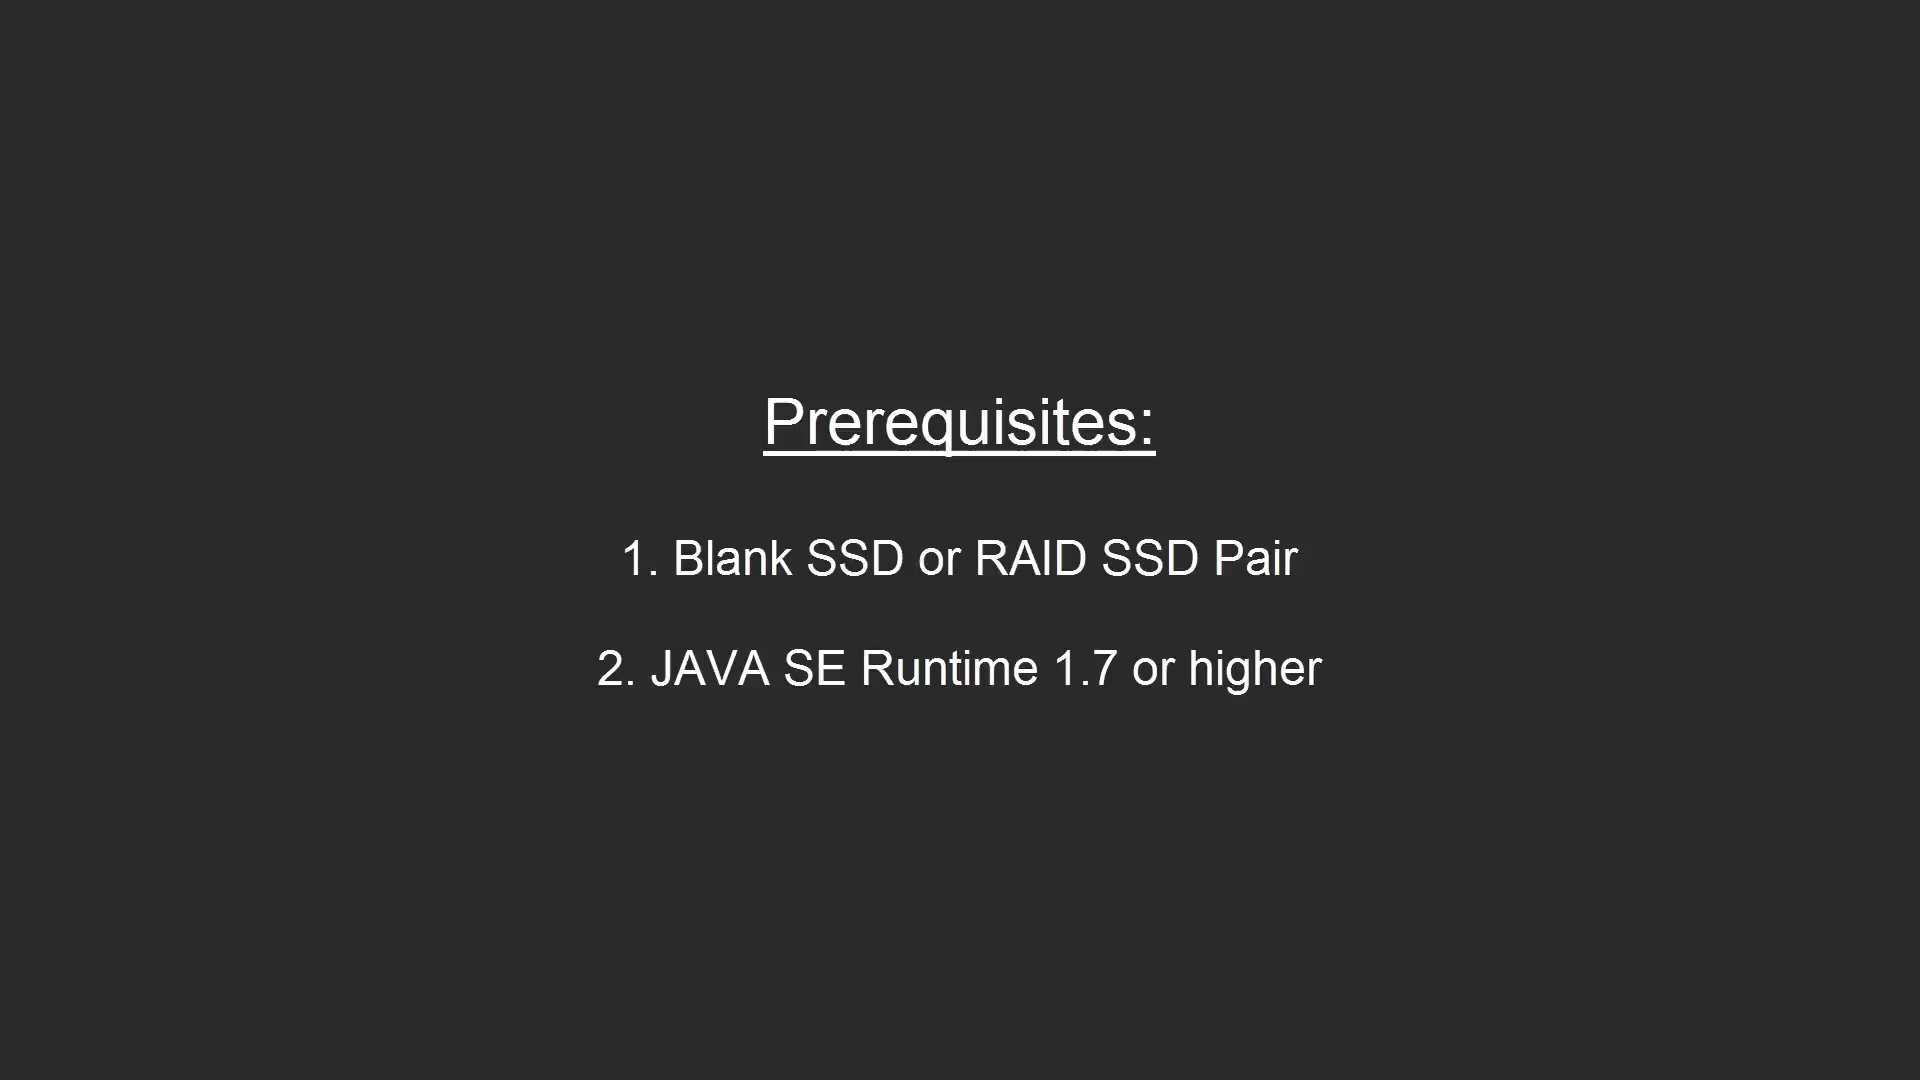 Prerequisites:
1. Blank SSD or RAID SSD Pair
2. JAVA SE Runtime 1.7 or higher